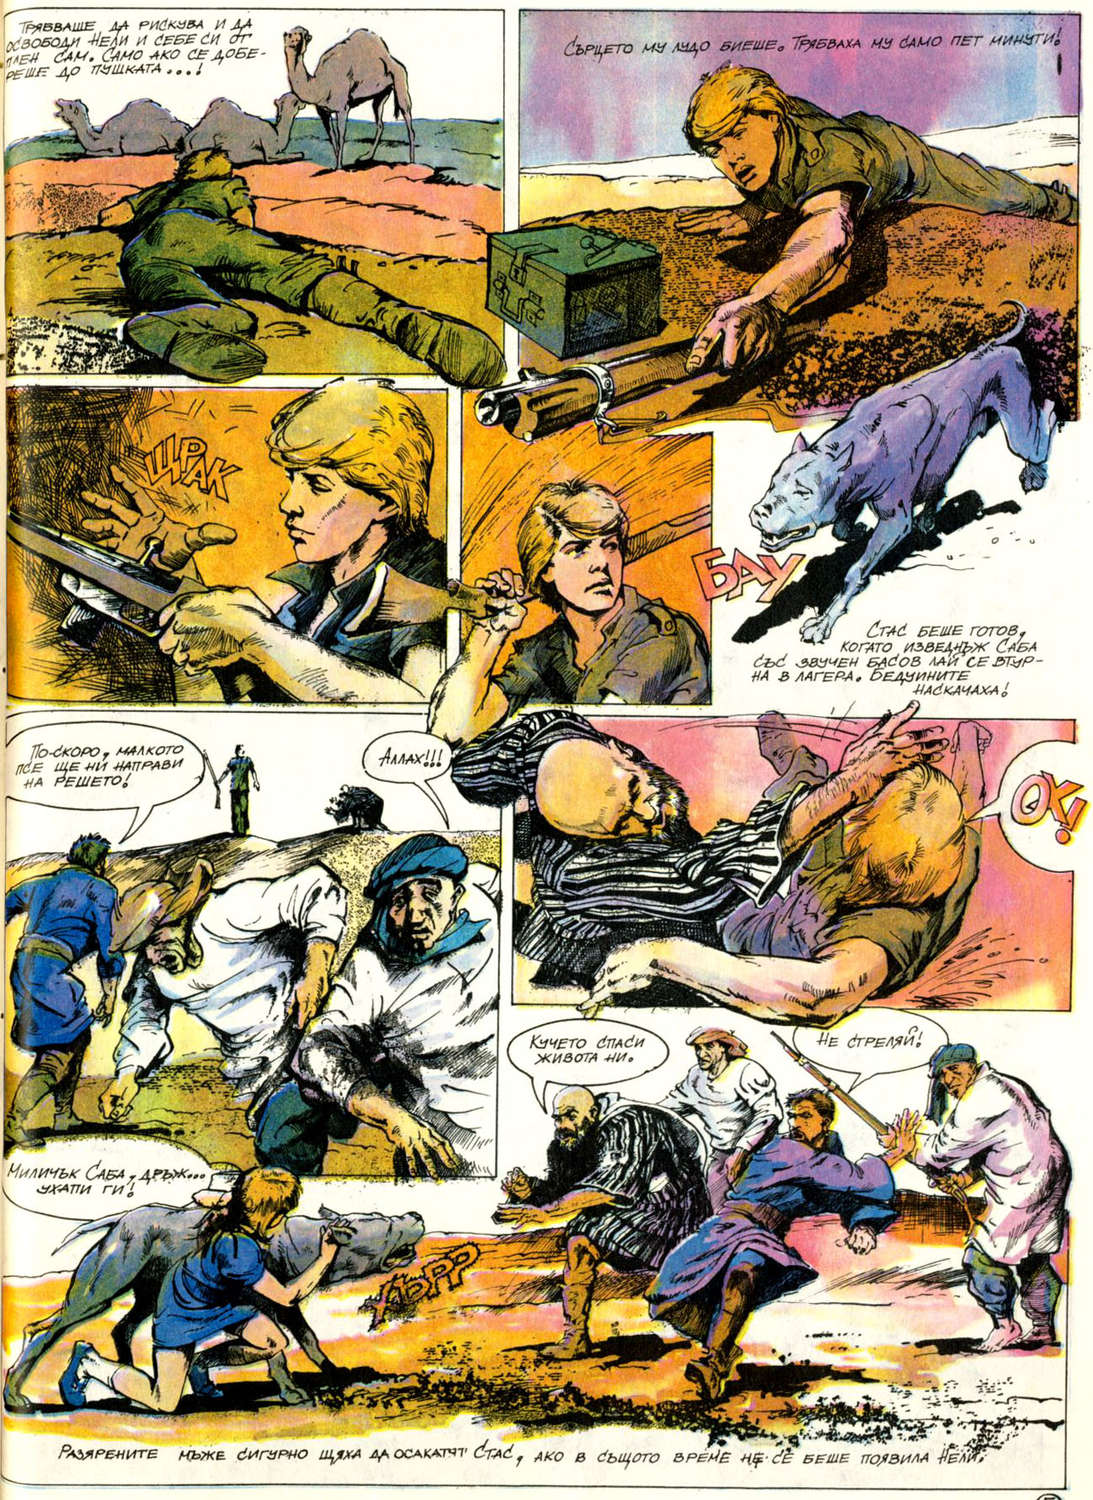 ТРЯБВАШЕ ДА РИСКУВА И ДА
ОСВОБОДИ НЕЛИ И СЕБЕ СИ ОТ
ПЛЕН САМ. САМО АКО СЕ ДОБЕ-
РЕШЕ ДО ПУШКАТА...!
СЪРЦЕТО МУ ЛУДО БИЕШЕ. ТРЯБВАХА МУ САМО ПЕТ МИНУТИ!
ЩРАК
БАУ
СТАС БЕШЕ ГОТОВ,
КОГАТО ИЗВЕДНЪЖ САБА
СЪС ЗВУЧЕН БАСОВ ЛАЙ СЕ ВТУР-
НА В ЛАГЕРА. БЕДУИНИТЕ
НАСКАЧАХА!
ПО-СКОРО, МАЛКОТО
ПСЕ ЩЕ НИ НАПРАВИ
НА РЕШЕТО!
АЛЛАХ!!!
ОХ!
КУЧЕТО СПАСИ
ЖИВОТА НИ.
НЕ СТРЕЛЯЙ!
МИЛИЧЪК САБА, ДРЪЖ...
УХАПИ ГИ!
ХЪРР
РАЗЯРЕНИТЕ МЪЖЕ СИГУРНО ЩЯХА ДА ОСАКАТЯТ СТАС, АКО В СЪЩОТО ВРЕМЕ НЕ СЕ БЕШЕ ПОЯВИЛА НЕЛИ.